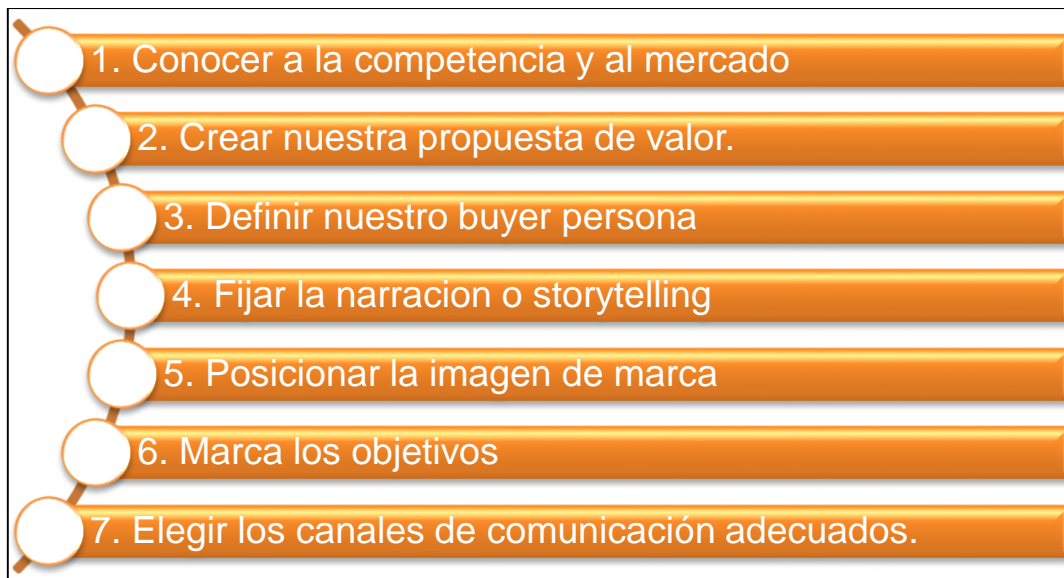 1. Conocer a la competencia y al mercado
2. Crear nuestra propuesta de valor.
3. Definir nuestro buyer persona
4. Fijar la narracion o storytelling
5. Posicionar la imagen de marca
6. Marca los objetivos
7. Elegir los canales de comunicación adecuados.